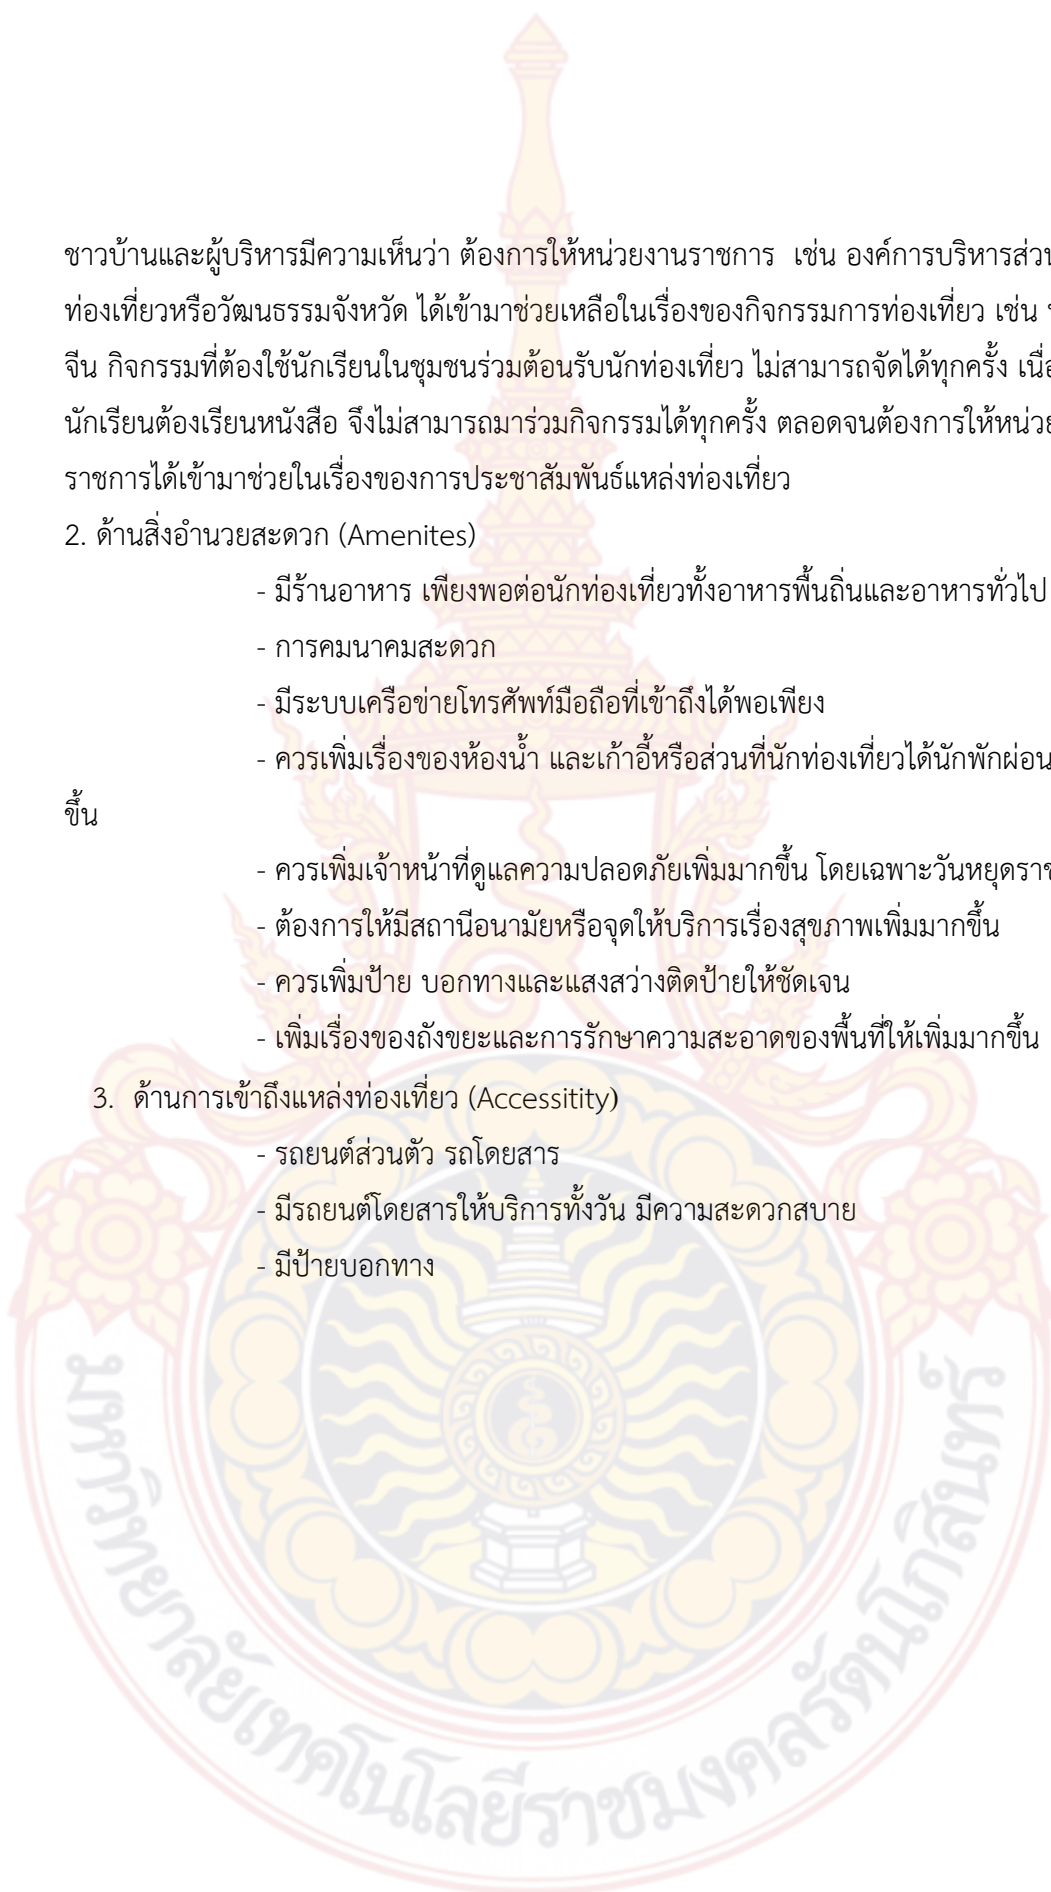 ชาวบ้านและผู้บริหารมีความเห็นว่า ต้องการให้หน่วยงานราชการ เช่น องค์การบริหารส่วน
ท่องเที่ยวหรือวัฒนธรรมจังหวัด ได้เข้ามาช่วยเหลือในเรื่องของกิจกรรมการท่องเที่ยว เช่น
จีน กิจกรรมที่ต้องใช้นักเรียนในชุมชนร่วมต้อนรับนักท่องเที่ยว ไม่สามารถจัดได้ทุกครั้ง
นักเรียนต้องเรียนหนังสือ จึงไม่สามารถมาร่วมกิจกรรมได้ทุกครั้ง ตลอดจนต้องการให้
ราชการได้เข้ามาช่วยในเรื่องของการประชาสัมพันธ์แหล่งท่องเที่ยว
2. ด้านสิ่งอำนวยสะดวก (Amenites)
- มีร้านอาหาร เพียงพอต่อนักท่องเที่ยวทั้งอาหารพื้นถิ่นและอาหารทั่วไป
- การคมนาคมสะดวก
- มีระบบเครือข่ายโทรศัพท์มือถือที่เข้าถึงได้พอเพียง
- ควรเพิ่มเรื่องของห้องน้ำ และเก้าอี้หรือส่วนที่นักท่องเที่ยวได้นักพักผ่อน
ขึ้น
- ควรเพิ่มเจ้าหน้าที่ดูแลความปลอดภัยเพิ่มมากขึ้น โดยเฉพาะวันหยุดราช
- ต้องการให้มีสถานีอนามัยหรือจุดให้บริการเรื่องสุขภาพเพิ่มมากขึ้น
- ควรเพิ่มป้าย บอกทางและแสงสว่างติดป้ายให้ชัดเจน
- เพิ่มเรื่องของถังขยะและการรักษาความสะอาดของพื้นที่ให้เพิ่มมากขึ้น
3. ด้านการเข้าถึงแหล่งท่องเที่ยว (Accessitity)
- รถยนต์ส่วนตัว รถโดยสาร
- มีรถยนต์โดยสารให้บริการทั้งวัน มีความสะดวกสบาย
- มีป้ายบอกทาง
มหาวิทยาลัยเทคโนโลยีราชมงคลรัตนโกสินทร์